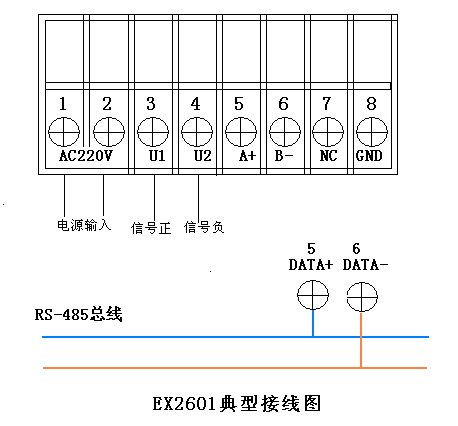 1 2 3 4 5 6 7 8
AC220V U1 U2 A+ B- NC GND
电源输入 信号正 信号负
5 6
DATA+ DATA-
RS-485总线
EX2601典型接线图